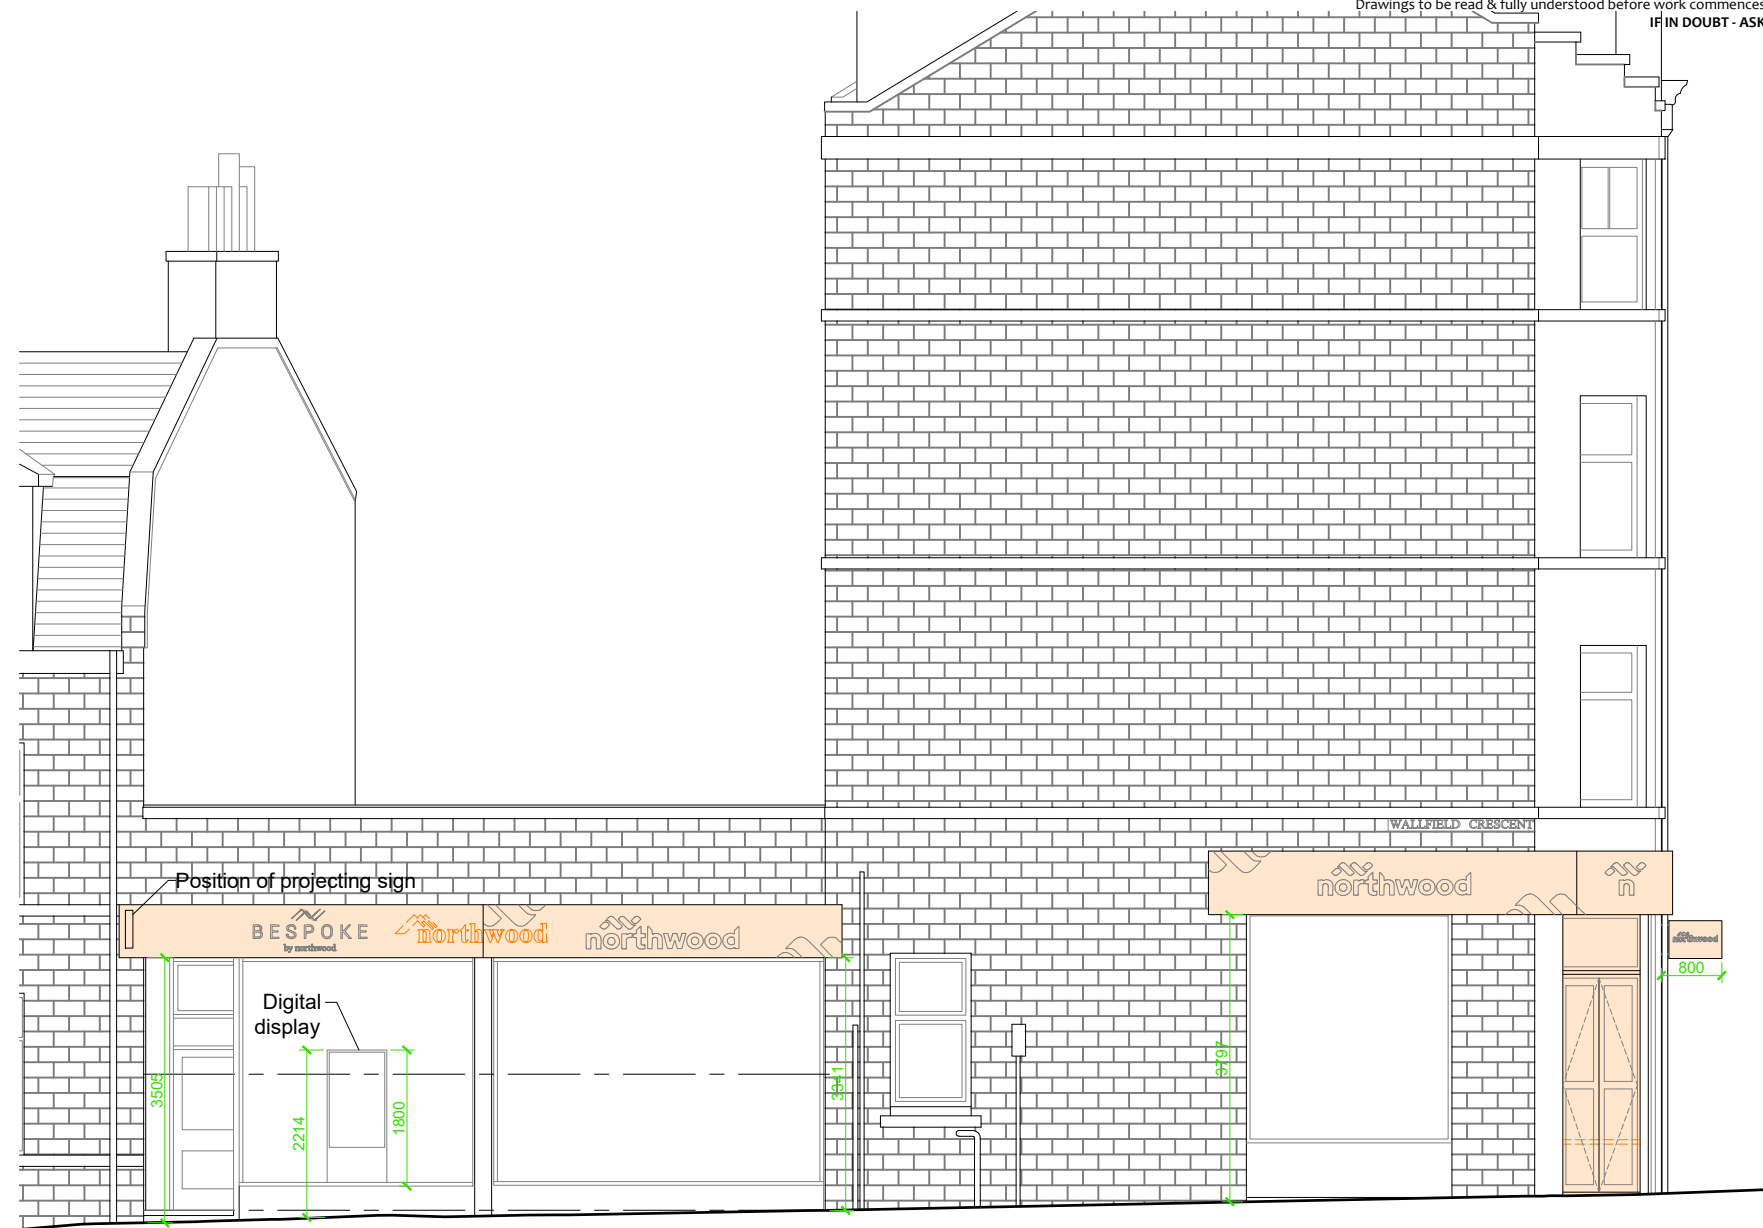 Drawings to be read & fully understood before work commences
IF IN DOUBT - ASK
WALLFIELD CRESCENT
northwood
n
Position of projecting sign
BESPOKE
by northwood
northwood
northwood
northwood
800
Digital
display
3505
2214
1800
3341
3797